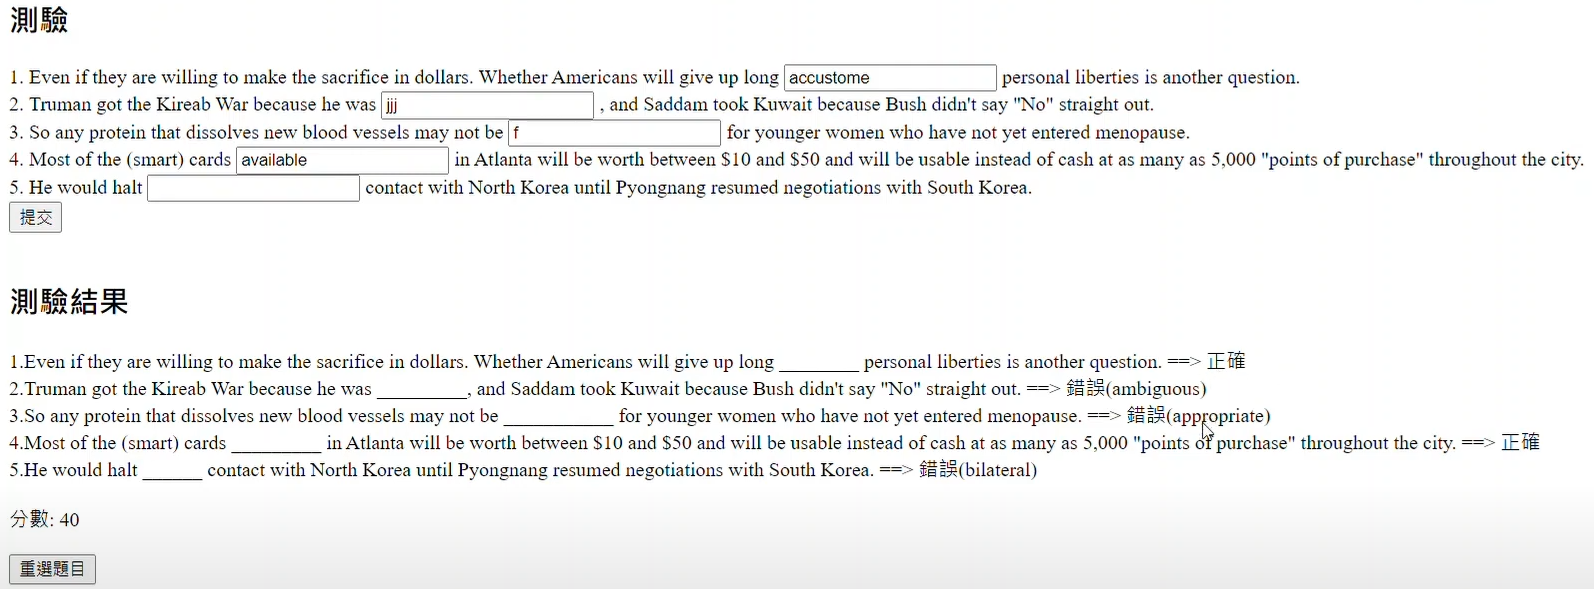 測驗
1. Even if they are willing to make the sacrifice in dollars. Whether Americans will give up long accustome personal liberties is another question.
2. Truman got the Kireab War because he was jjj , and Saddam took Kuwait because Bush didn't say "No" straight out.
3. So any protein that dissolves new blood vessels may not be f for younger women who have not yet entered menopause.
4. Most of the (smart) cards available in Atlanta will be worth between $10 and $50 and will be usable instead of cash at as many as 5,000 "points of purchase" throughout the city.
5. He would halt contact with North Korea until Pyongnang resumed negotiations with South Korea.
提交
測驗結果
1.Even if they are willing to make the sacrifice in dollars. Whether Americans will give up long ________ personal liberties is another question. ==> 正確
2.Truman got the Kireab War because he was _________, and Saddam took Kuwait because Bush didn't say "No" straight out. ==> 錯誤(ambiguous)
3.So any protein that dissolves new blood vessels may not be ___________ for younger women who have not yet entered menopause. ==> 錯誤(appropriate)
4.Most of the (smart) cards _________ in Atlanta will be worth between $10 and $50 and will be usable instead of cash at as many as 5,000 "points of purchase" throughout the city. ==> 正確
5.He would halt ______ contact with North Korea until Pyongnang resumed negotiations with South Korea. ==> 錯誤(bilateral)
分數: 40
重選題目